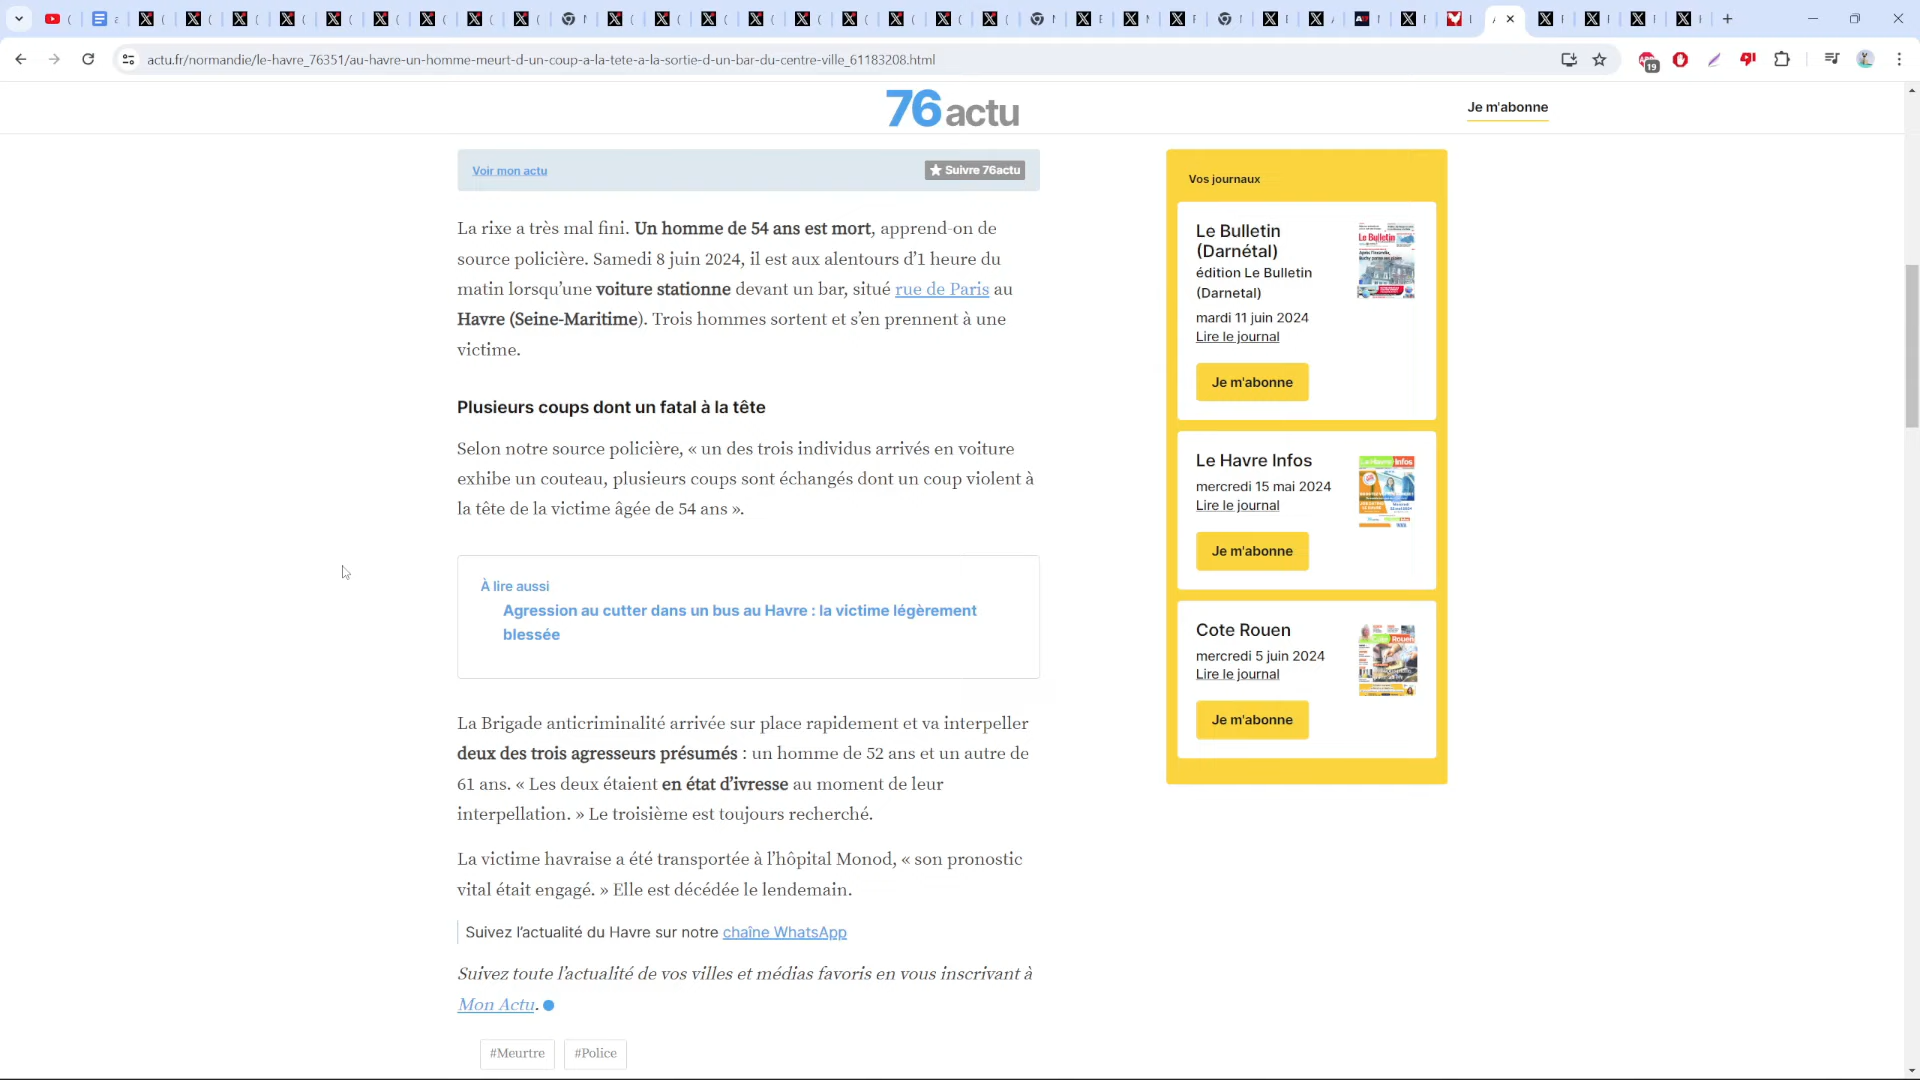 actu.fr/normandie/le-havre_76351/au-havre-un-homme-meurt-d-un-coup-a-la-tete-a-la-sortie-d-un-bar-du-centre-ville_61183208.html
19
76 actu
Je m'abonne
Voir mon actu
Suivre 76actu
La rixe a très mal fini. Un homme de 54 ans est mort, apprend-on de
source policière. Samedi 8 juin 2024, il est aux alentours d’1 heure du
matin lorsqu’une voiture stationne devant un bar, situé rue de Paris au
Havre (Seine-Maritime). Trois hommes sortent et s’en prennent à une
victime.
Plusieurs coups dont un fatal à la tête
Selon notre source policière, « un des trois individus arrivés en voiture
exhibe un couteau, plusieurs coups sont échangés dont un coup violent à
la tête de la victime âgée de 54 ans ».
À lire aussi
Agression au cutter dans un bus au Havre : la victime légèrement
blessée
La Brigade anticriminalité arrivée sur place rapidement et va interpeller
deux des trois agresseurs présumés : un homme de 52 ans et un autre de
61 ans. « Les deux étaient en état d’ivresse au moment de leur
interpellation. » Le troisième est toujours recherché.
La victime havraise a été transportée à l’hôpital Monod, « son pronostic
vital était engagé. » Elle est décédée le lendemain.
Suivez l’actualité du Havre sur notre chaîne WhatsApp
Suivez toute l’actualité de vos villes et médias favoris en vous inscrivant à
Mon Actu.
#Meurtre
#Police
Vos journaux
Le Bulletin
(Darnétal)
édition Le Bulletin
(Darnetal)
mardi 11 juin 2024
Lire le journal
Je m'abonne
Le Bulletin
Le Havre Infos
mercredi 15 mai 2024
Lire le journal
Je m'abonne
Le Havre Infos
Cote Rouen
mercredi 5 juin 2024
Lire le journal
Je m'abonne